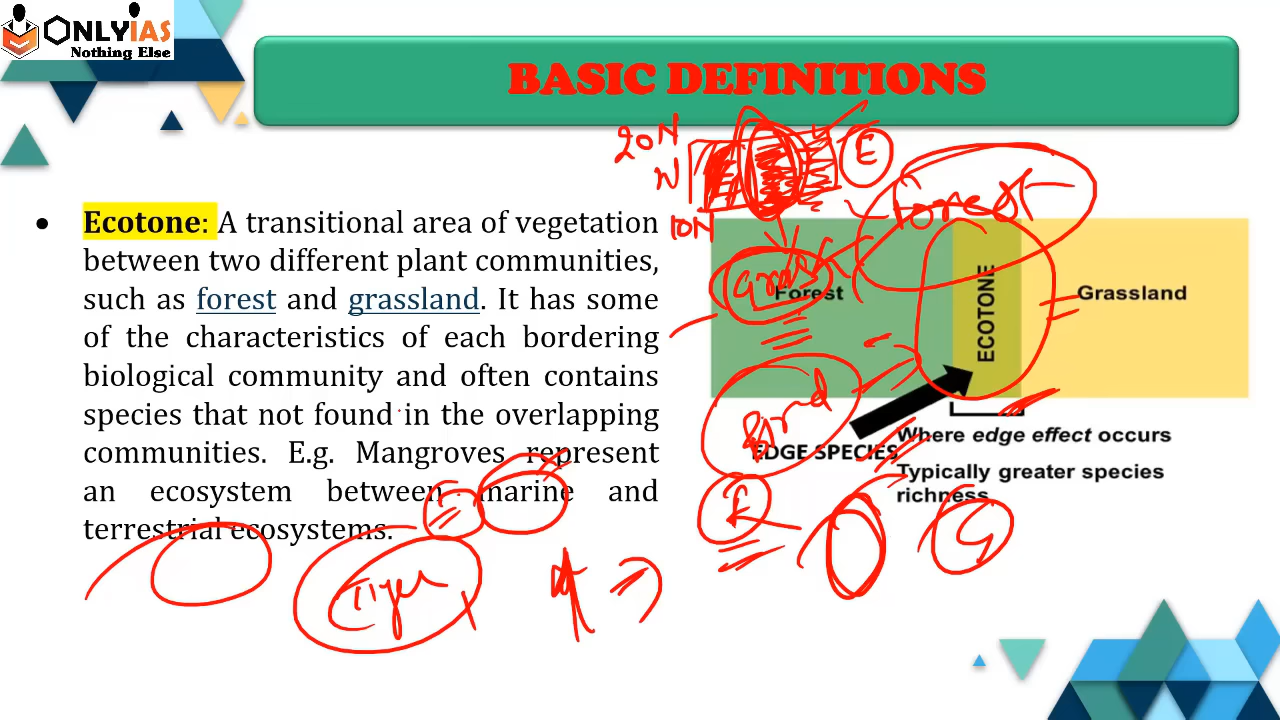 ONLYIAS
Nothing Else
BASIC DEFINITIONS
Ecotone: A transitional area of vegetation
between two different plant communities,
such as forest and grassland. It has some
of the characteristics of each bordering
biological community and often contains
species that not found in the overlapping
communities. E.g. Mangroves represent
an ecosystem between marine and
terrestrial ecosystems.
20N
N
E
10N
Forest
Grass
Forest
ECOTONE
Grassland
Bird
EDGE SPECIES
Where edge effect occurs
Typically greater species
richness
F
G
Tiger